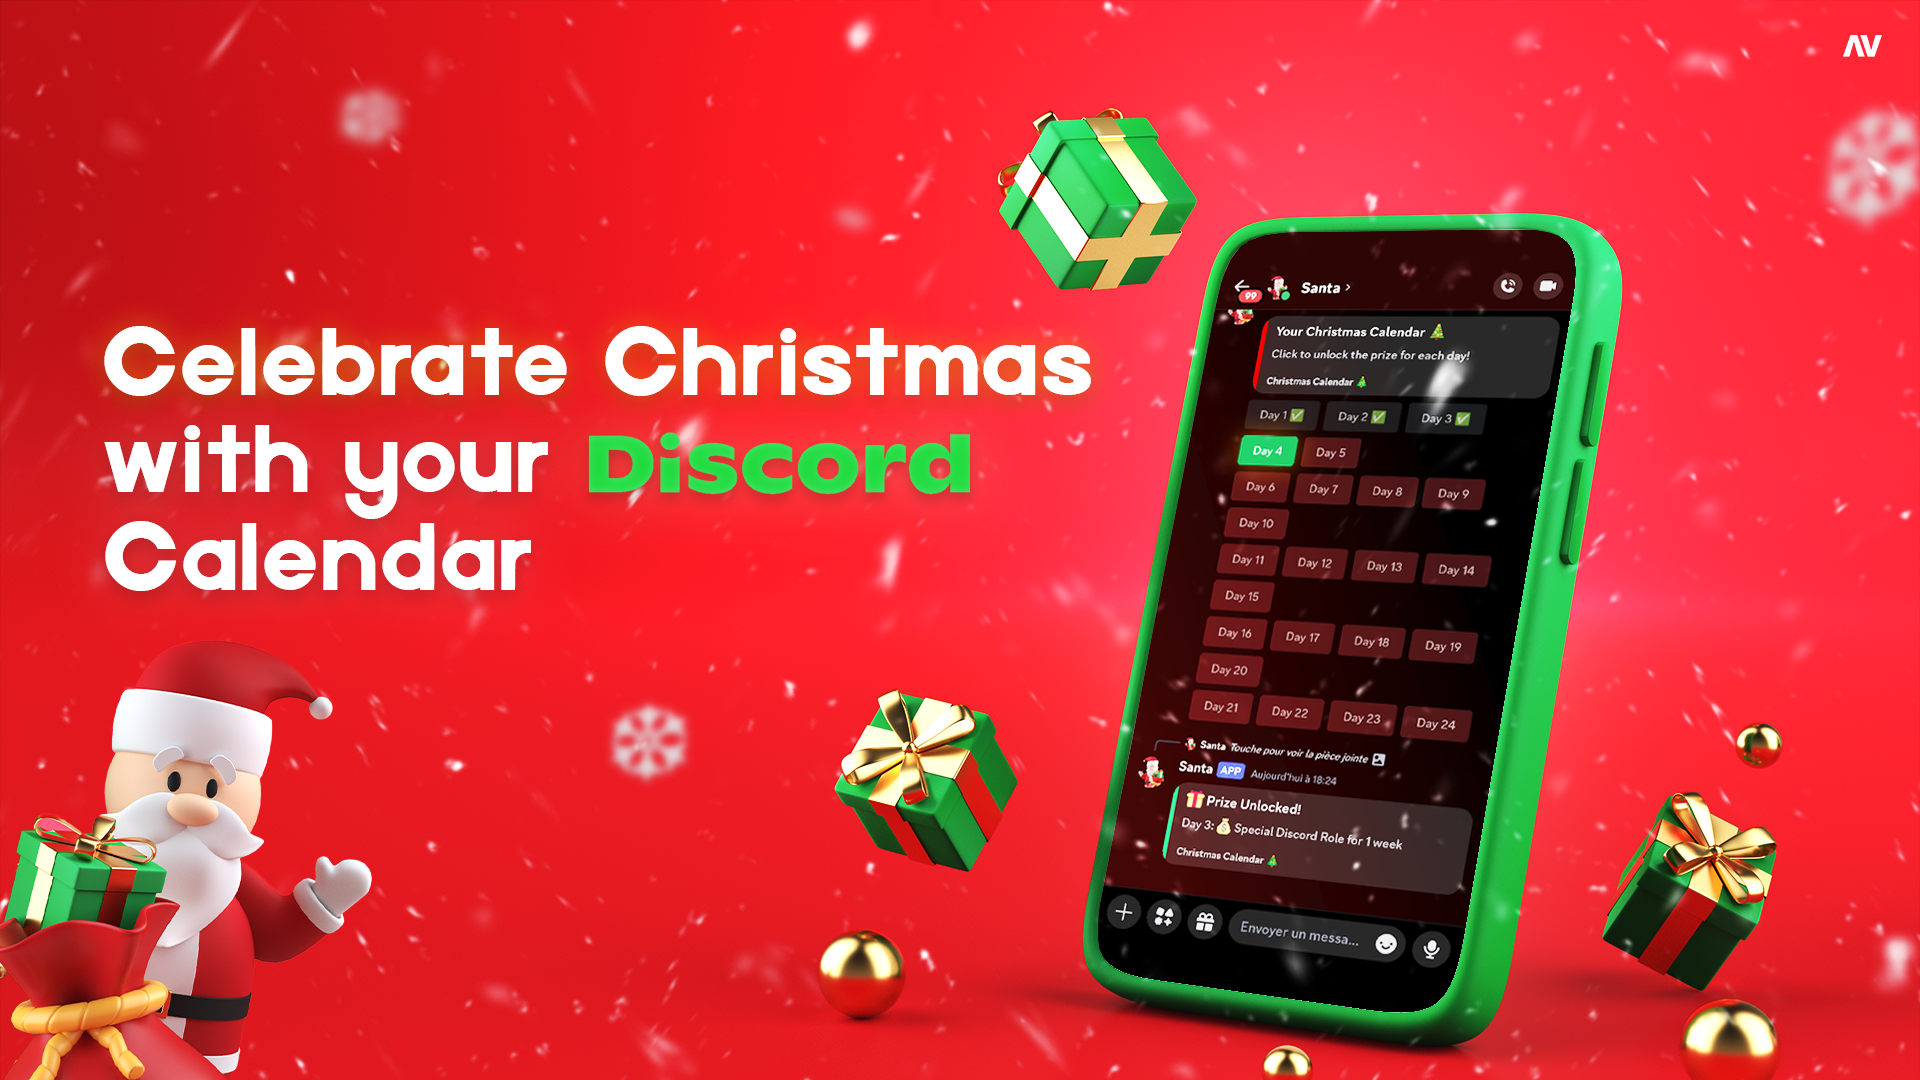 AV
Celebrate Christmas
with your Discord
Calendar
99
Santa ›
Your Christmas Calendar 🎄
Click to unlock the prize for each day!
Christmas Calendar 🎄
Day 1 ✅ Day 2 ✅ Day 3 ✅
Day 4 Day 5
Day 6 Day 7 Day 8 Day 9
Day 10
Day 11 Day 12 Day 13 Day 14
Day 15
Day 16 Day 17 Day 18 Day 19
Day 20
Day 21 Day 22 Day 23 Day 24
Santa Touche pour voir la pièce jointe
Santa APP Aujourd'hui à 18:24
🎁 Prize Unlocked!
Day 3: 💰 Special Discord Role for 1 week
Christmas Calendar 🎄
Envoyer un messa...